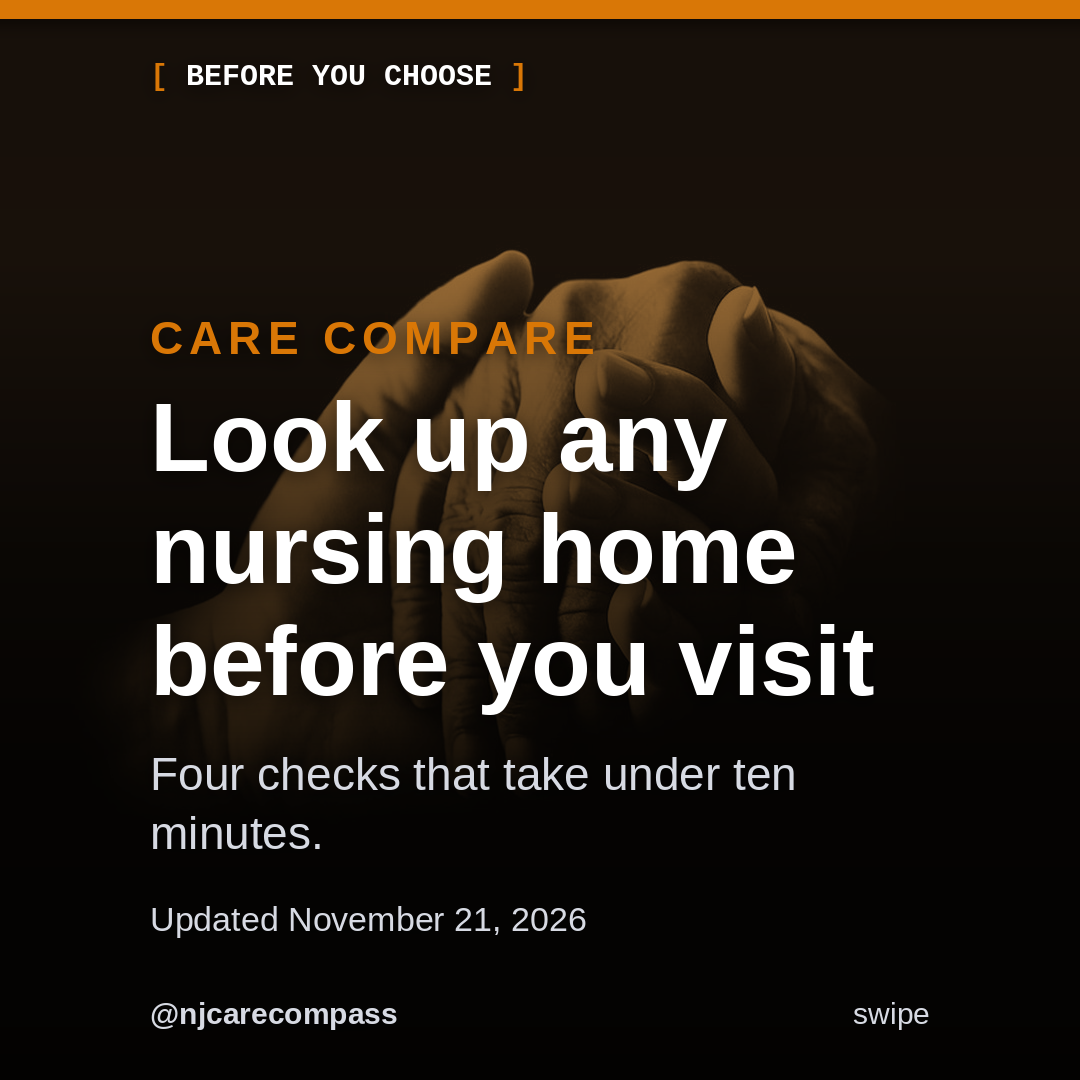 [ BEFORE YOU CHOOSE ]
CARE COMPARE
Look up any
nursing home
before you visit
Four checks that take under ten
minutes.
Updated November 21, 2026
@njcarecompass
swipe